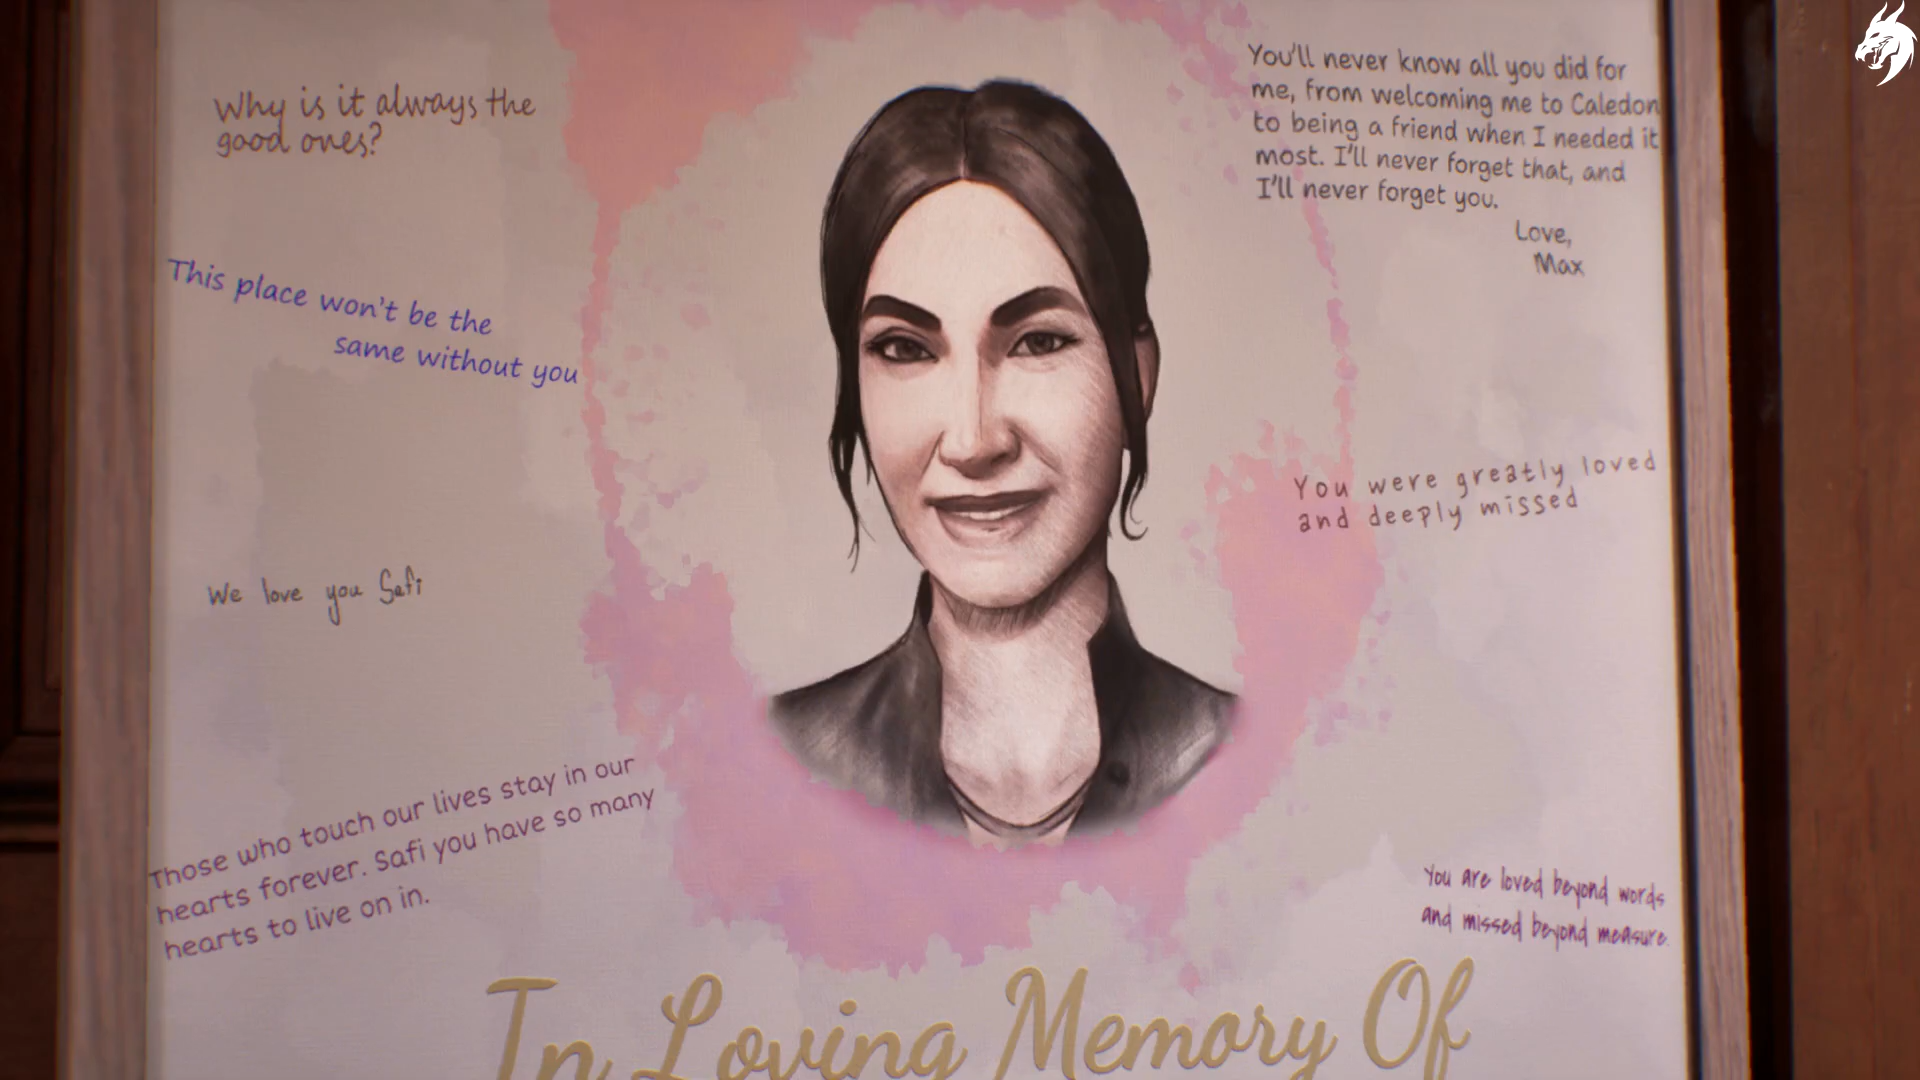 Why is it always the
good ones?
You'll never know all you did for
me, from welcoming me to Caledon
to being a friend when I needed it
most. I'll never forget that, and
I'll never forget you.
Love,
Max
This place won't be the
same without you
You were greatly loved
and deeply missed
We love you Safi
Those who touch our lives stay in our
hearts forever. Safi you have so many
hearts to live on in.
You are loved beyond words
and missed beyond measure.
In Loving Memory Of